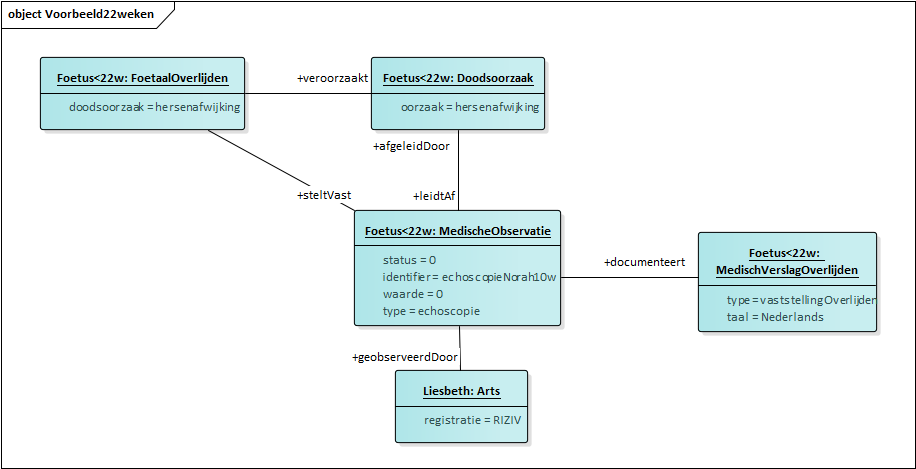 object Voorbeeld22weken
Foetus<22w: FoetaalOverlijden
doodsoorzaak = hersenafwijking
+veroorzaakt
Foetus<22w: Doodsoorzaak
oorzaak = hersenafwijking
+afgeleidDoor
+steltVast
+leidtAf
Foetus<22w: MedischeObservatie
status = 0
identifier = echoscopieNorah10w
waarde = 0
type = echoscopie
+documenteert
Foetus<22w:
MedischVerslagOverlijden
type = vaststellingOverlijden
taal = Nederlands
+geobserveerdDoor
Liesbeth: Arts
registratie = RIZIV